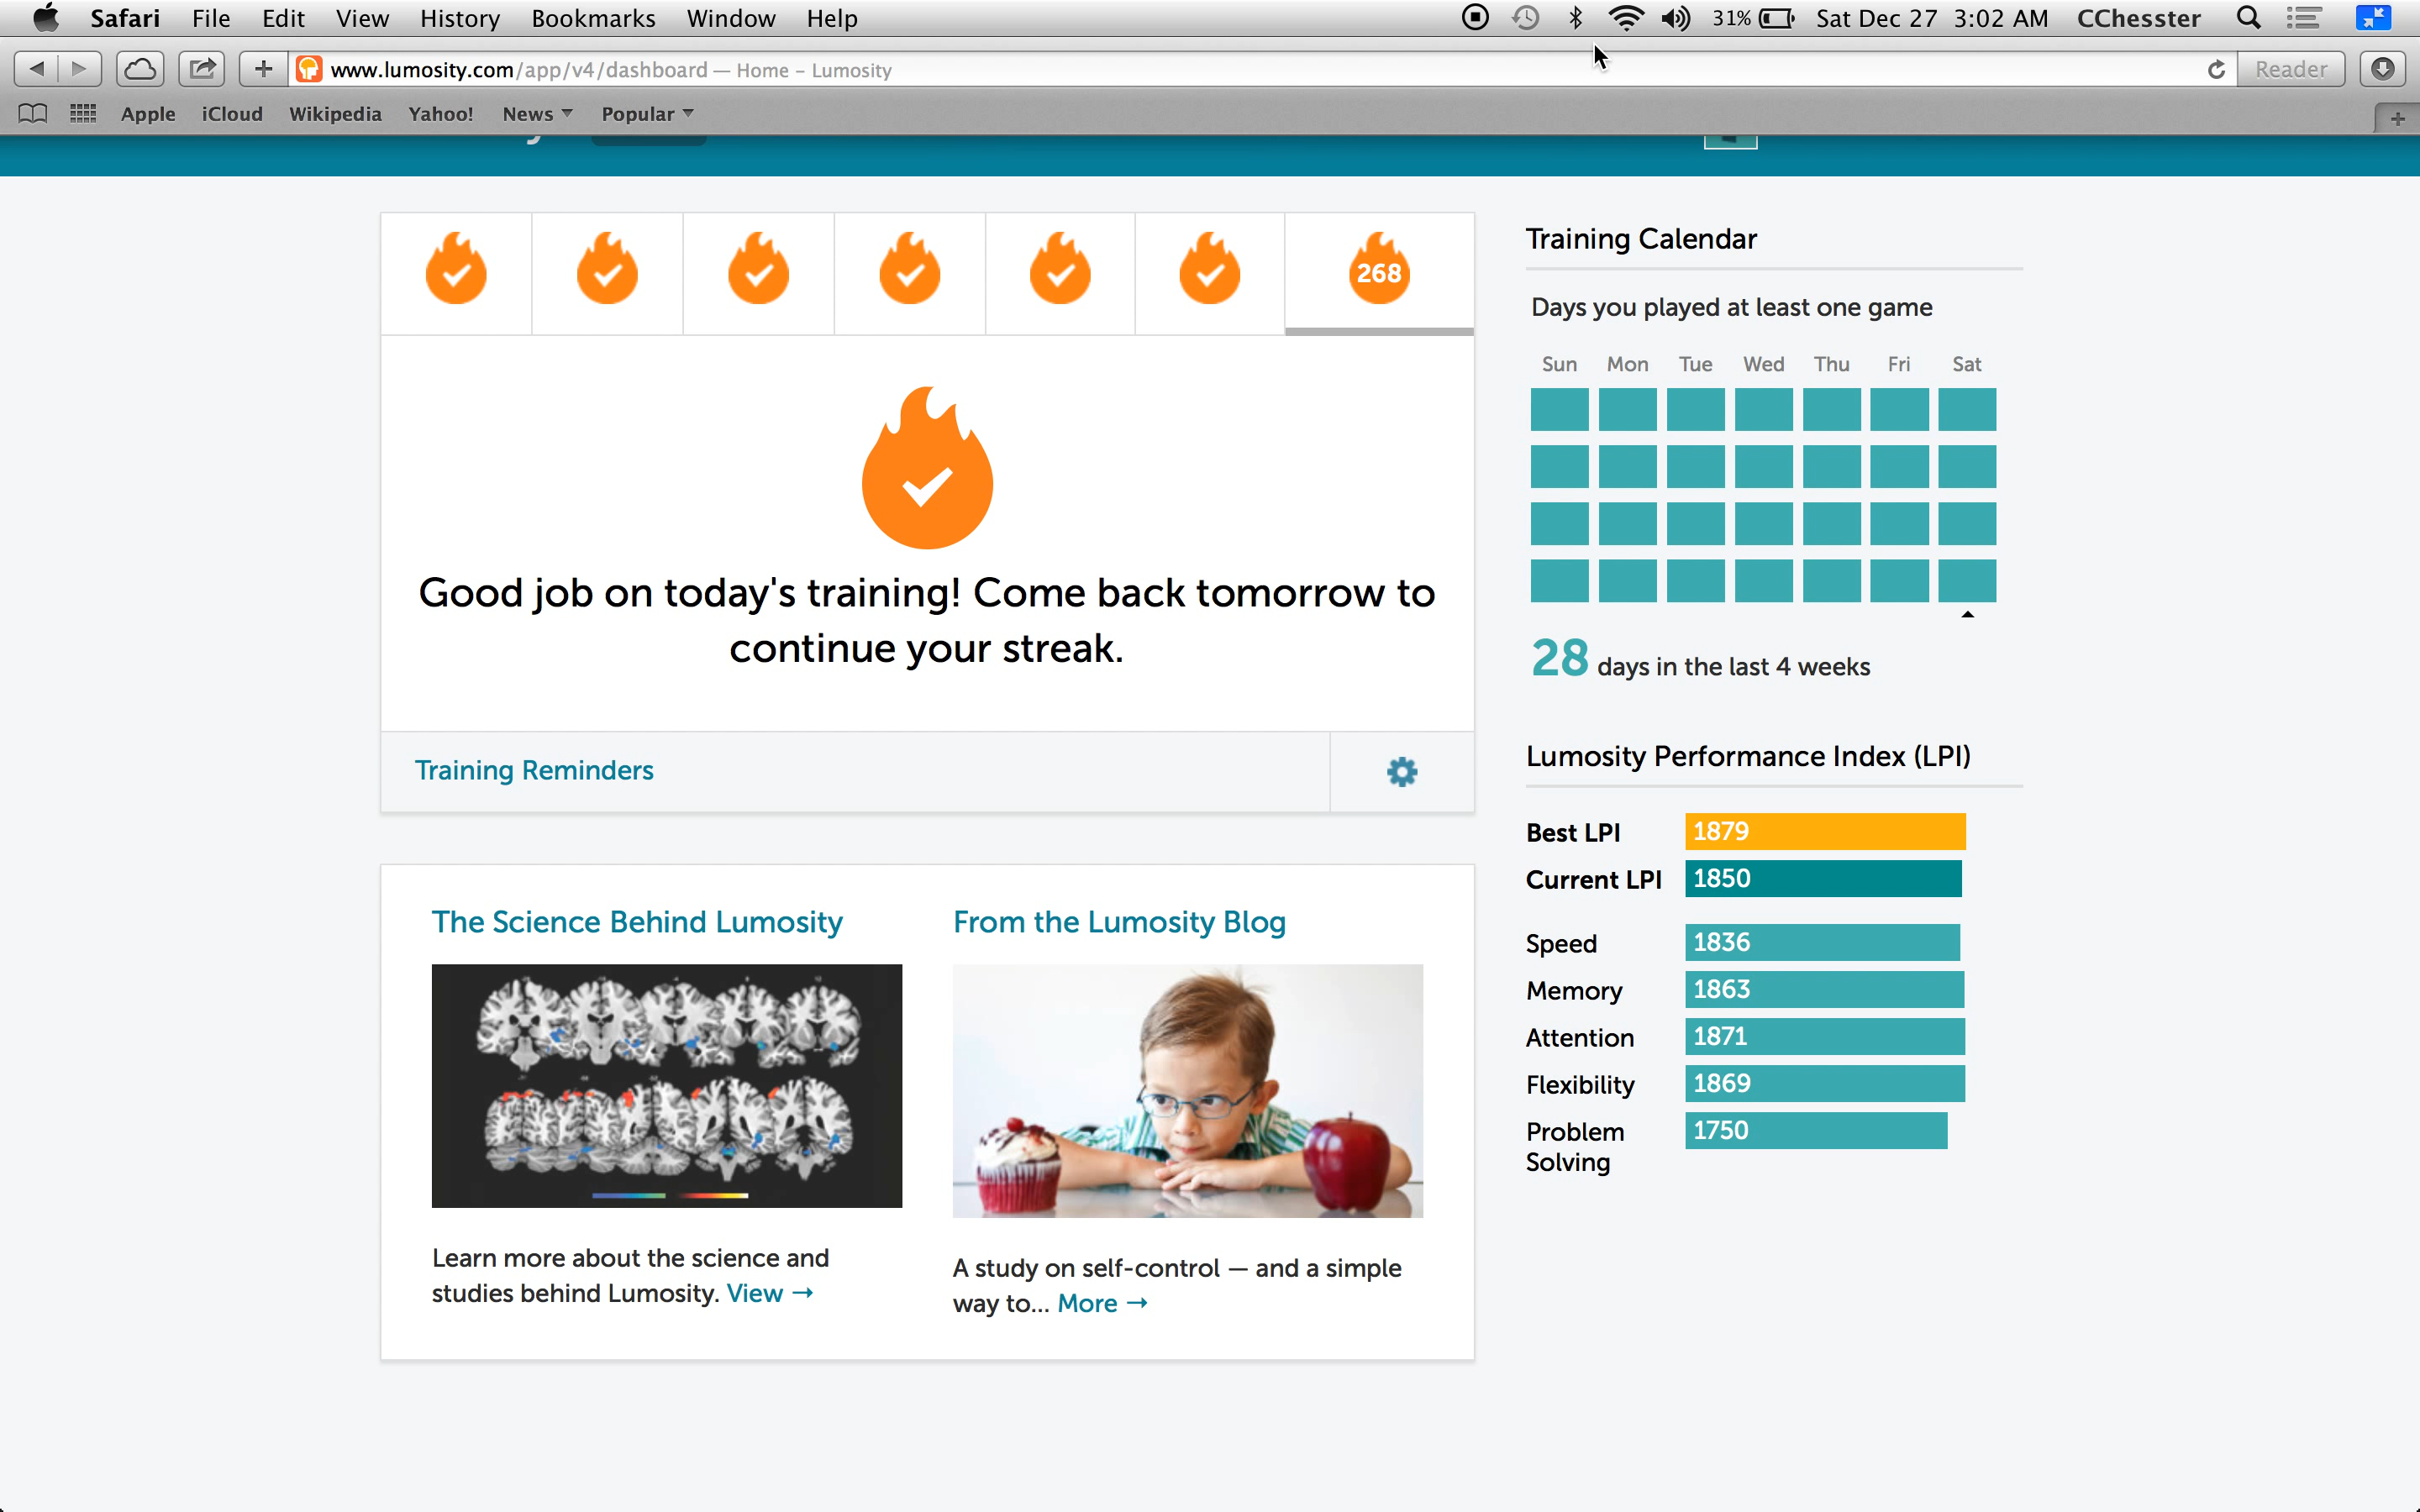 Safari File Edit View History Bookmarks Window Help 31% Sat Dec 27 3:02 AM CChesster
www.lumosity.com/app/v4/dashboard — Home – Lumosity Reader
Apple iCloud Wikipedia Yahoo! News Popular
268
Good job on today's training! Come back tomorrow to
continue your streak.
Training Reminders
The Science Behind Lumosity
Learn more about the science and
studies behind Lumosity. View →
From the Lumosity Blog
A study on self-control — and a simple
way to... More →
Training Calendar
Days you played at least one game
Sun Mon Tue Wed Thu Fri Sat
28 days in the last 4 weeks
Lumosity Performance Index (LPI)
Best LPI 1879
Current LPI 1850
Speed 1836
Memory 1863
Attention 1871
Flexibility 1869
Problem 1750
Solving